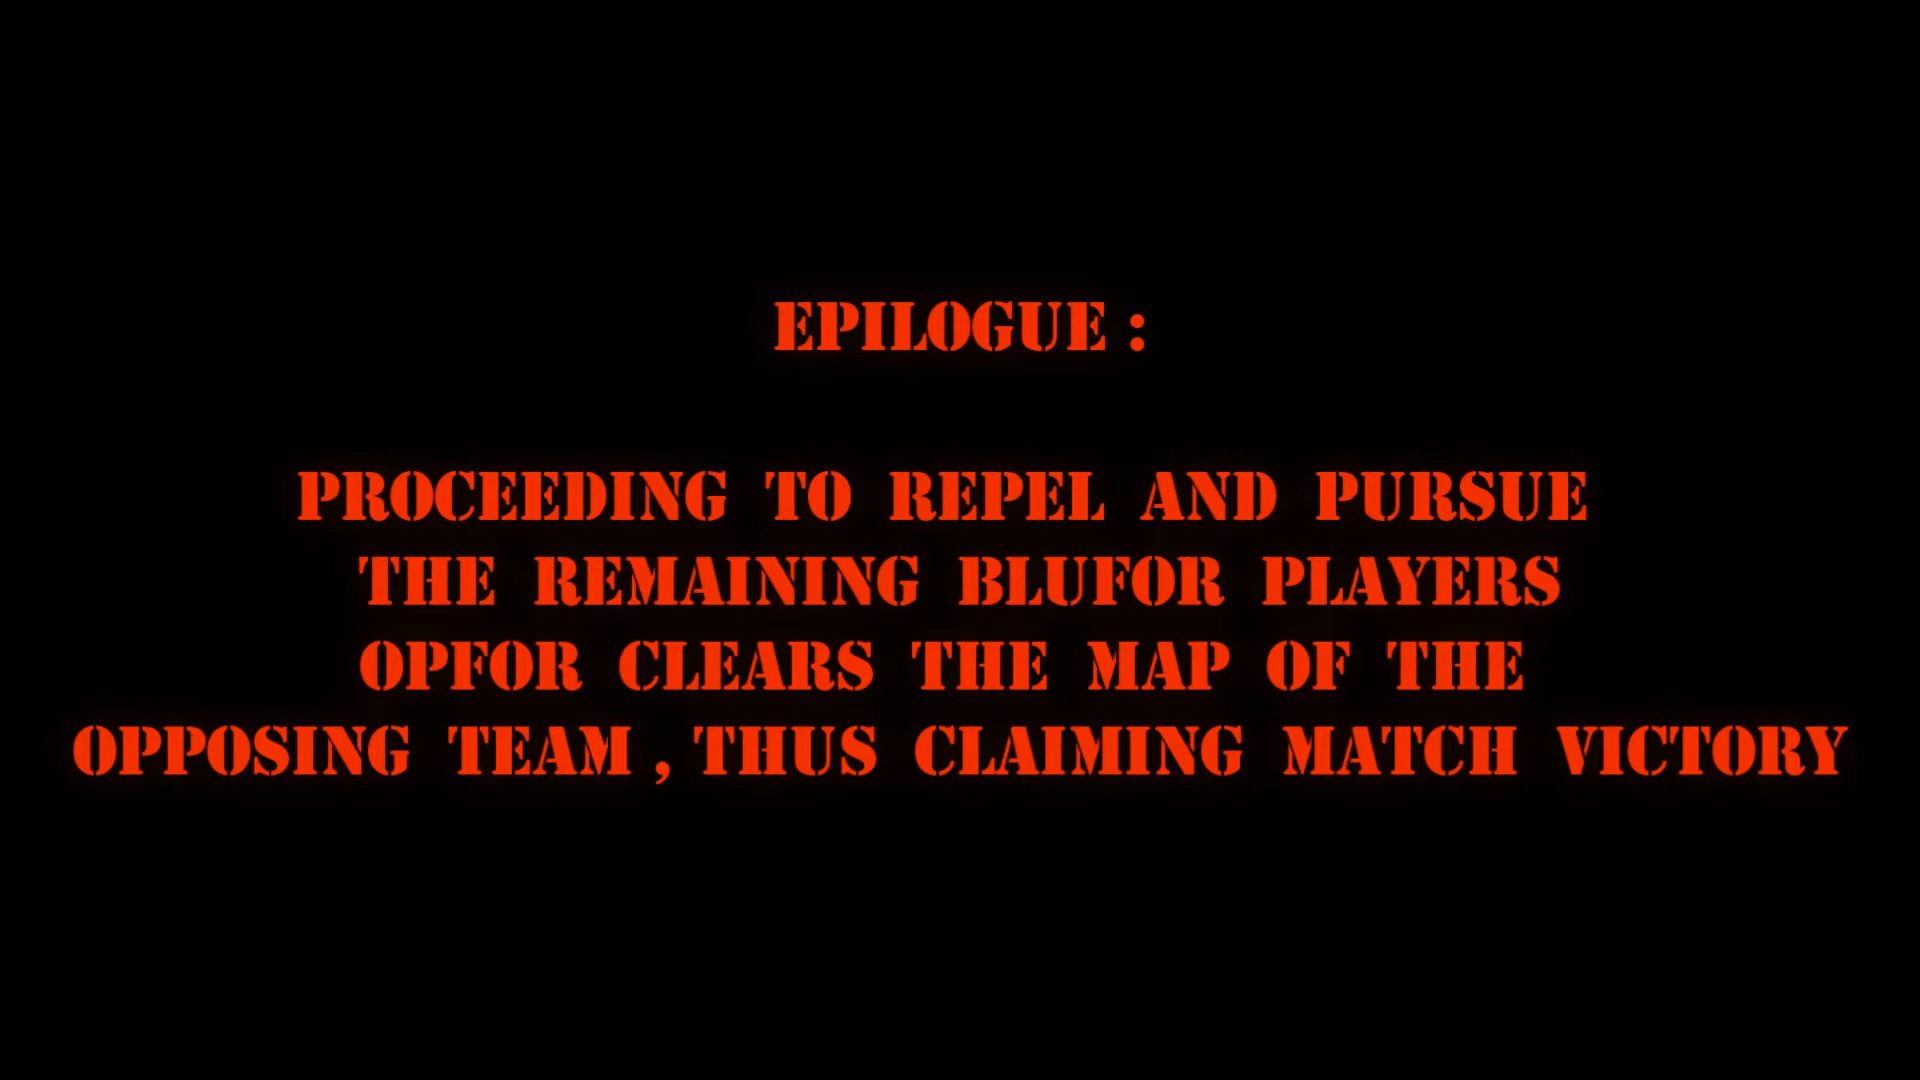 EPILOGUE :
PROCEEDING TO REPEL AND PURSUE
THE REMAINING BLUFOR PLAYERS
OPFOR CLEARS THE MAP OF THE
OPPOSING TEAM , THUS CLAIMING MATCH VICTORY